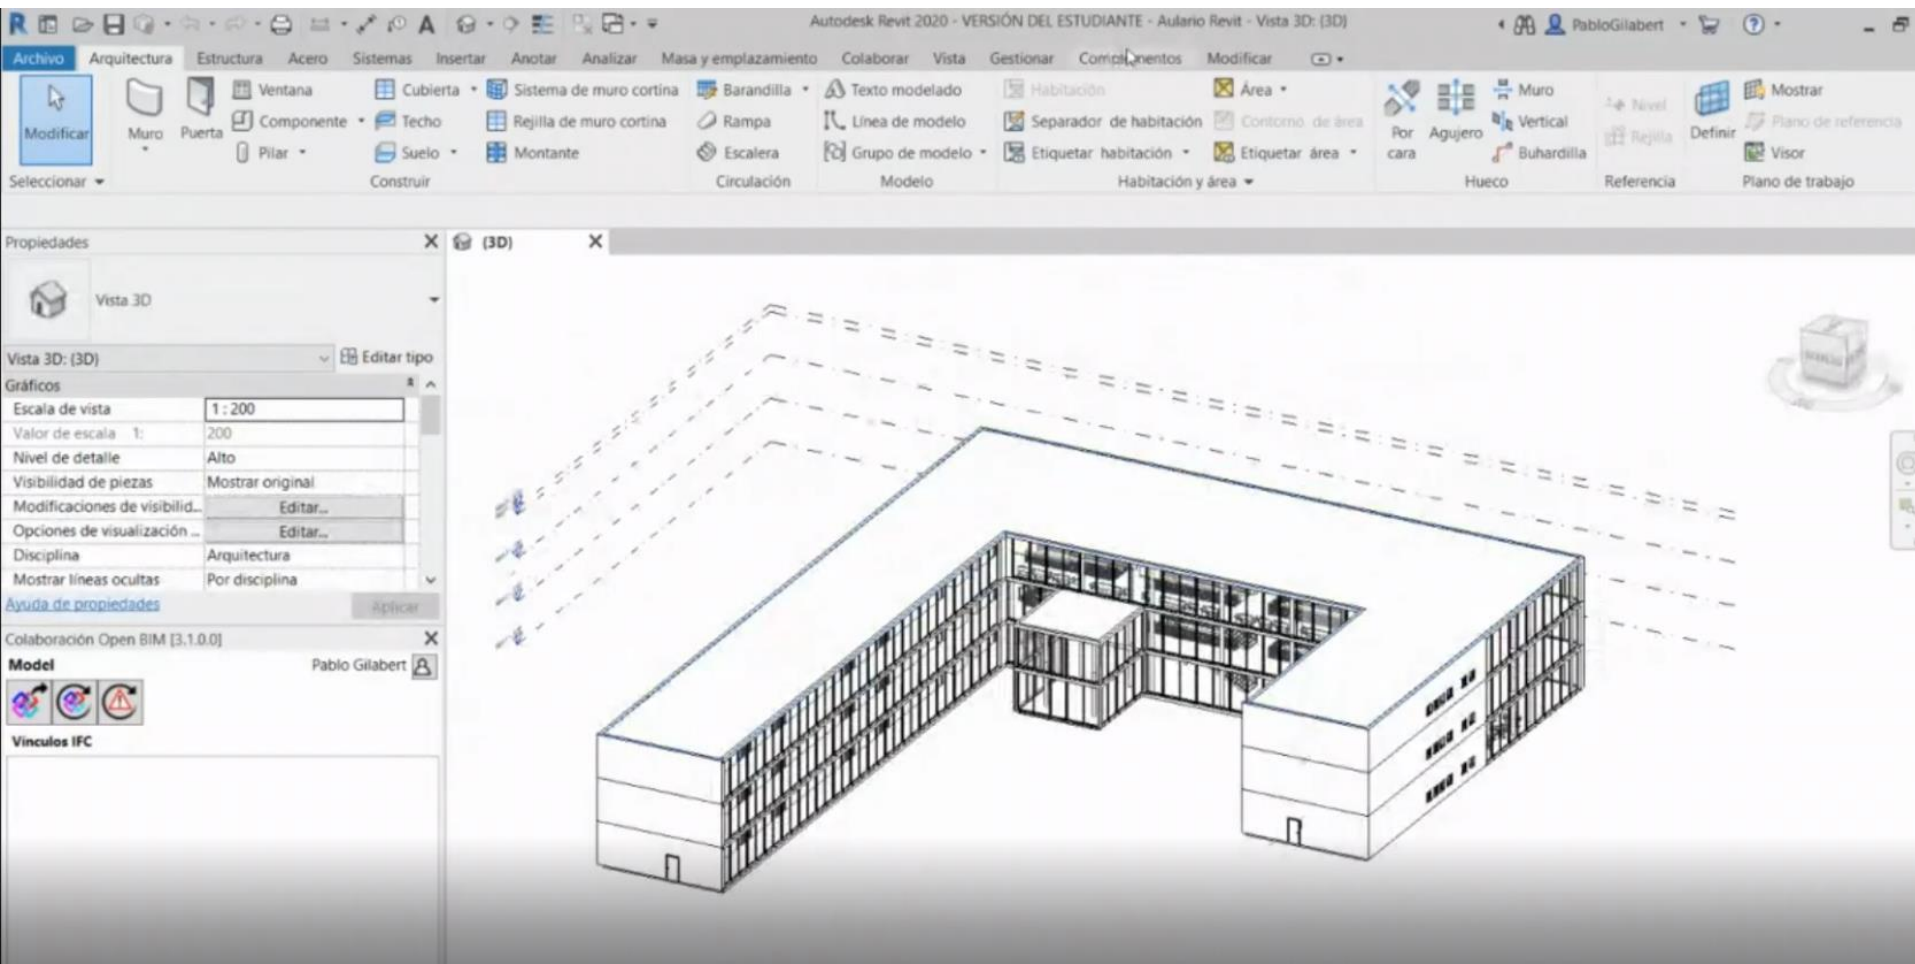 Autodesk Revit 2020 - VERSIÓN DEL ESTUDIANTE - Aulario Revit - Vista 3D: {3D}
PabloGilabert
Archivo Arquitectura Estructura Acero Sistemas Insertar Anotar Analizar Masa y emplazamiento Colaborar Vista Gestionar Componentes Modificar
Modificar
Muro
Puerta
Ventana
Componente
Pilar
Cubierta
Techo
Suelo
Sistema de muro cortina
Rejilla de muro cortina
Montante
Barandilla
Rampa
Escalera
Texto modelado
Línea de modelo
Grupo de modelo
Habitación
Separador de habitación
Etiquetar habitación
Área
Contorno de área
Etiquetar área
Por cara
Agujero
Muro
Vertical
Buhardilla
Nivel
Rejilla
Definir
Mostrar
Plano de referencia
Visor
Seleccionar Construir Circulación Modelo Habitación y área Hueco Referencia Plano de trabajo
Propiedades
{3D}
Vista 3D
Vista 3D: {3D}
Editar tipo
Gráficos
Escala de vista 1 : 200
Valor de escala 1: 200
Nivel de detalle Alto
Visibilidad de piezas Mostrar original
Modificaciones de visibilid... Editar...
Opciones de visualización ... Editar...
Disciplina Arquitectura
Mostrar líneas ocultas Por disciplina
Ayuda de propiedades Aplicar
Colaboración Open BIM [3.1.0.0]
Model Pablo Gilabert
Vínculos IFC